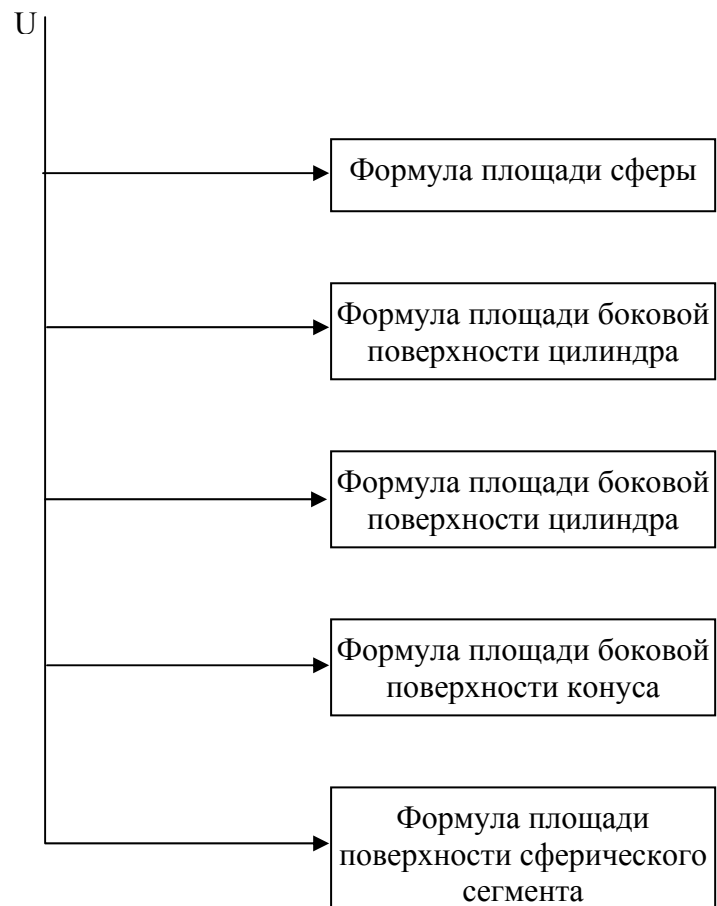 U
Формула площади сферы
Формула площади боковой
поверхности цилиндра
Формула площади боковой
поверхности цилиндра
Формула площади боковой
поверхности конуса
Формула площади
поверхности сферического
сегмента